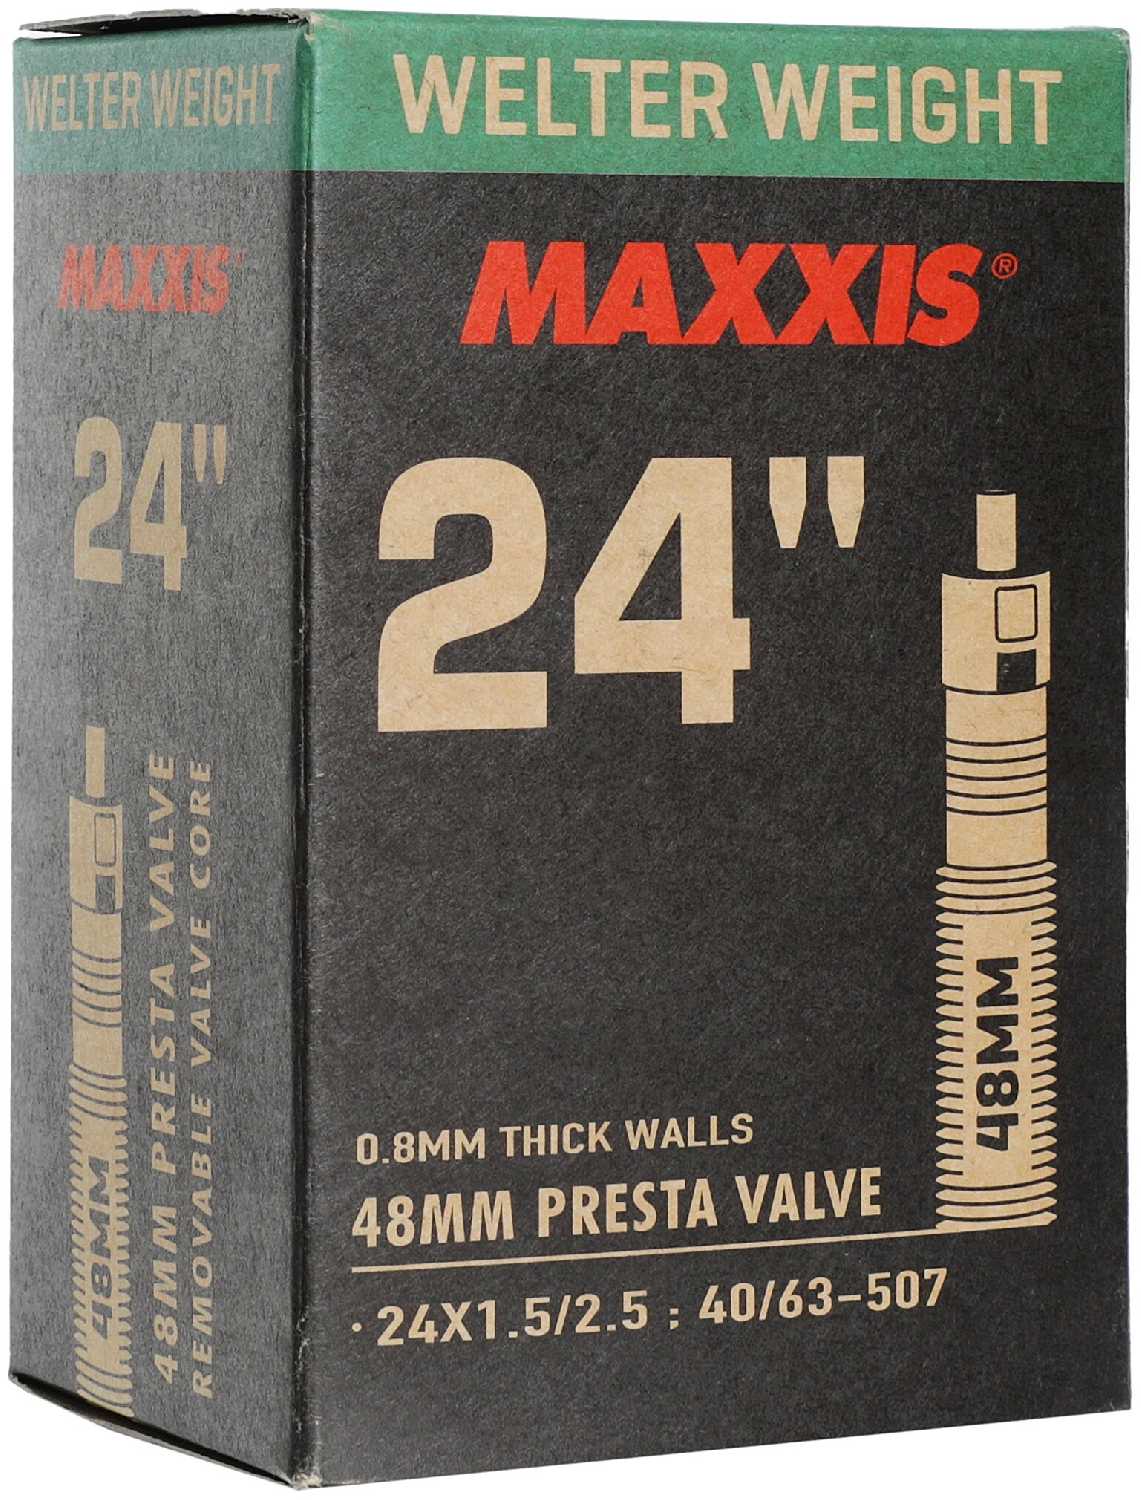 WELTER WEIGHT
MAXXIS
24"
48MM
48MM PRESTA VALVE
REMOVABLE VALVE CORE
WELTER WEIGHT
MAXXIS®
24"
48MM
0.8MM THICK WALLS
48MM PRESTA VALVE
· 24X1.5/2.5 : 40/63-507